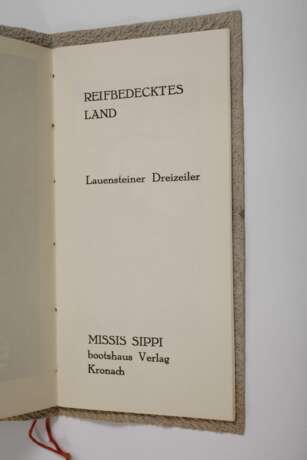 REIFBEDECKTES
LAND
Lauensteiner Dreizeiler
MISSIS SIPPI
bootshaus Verlag
Kronach